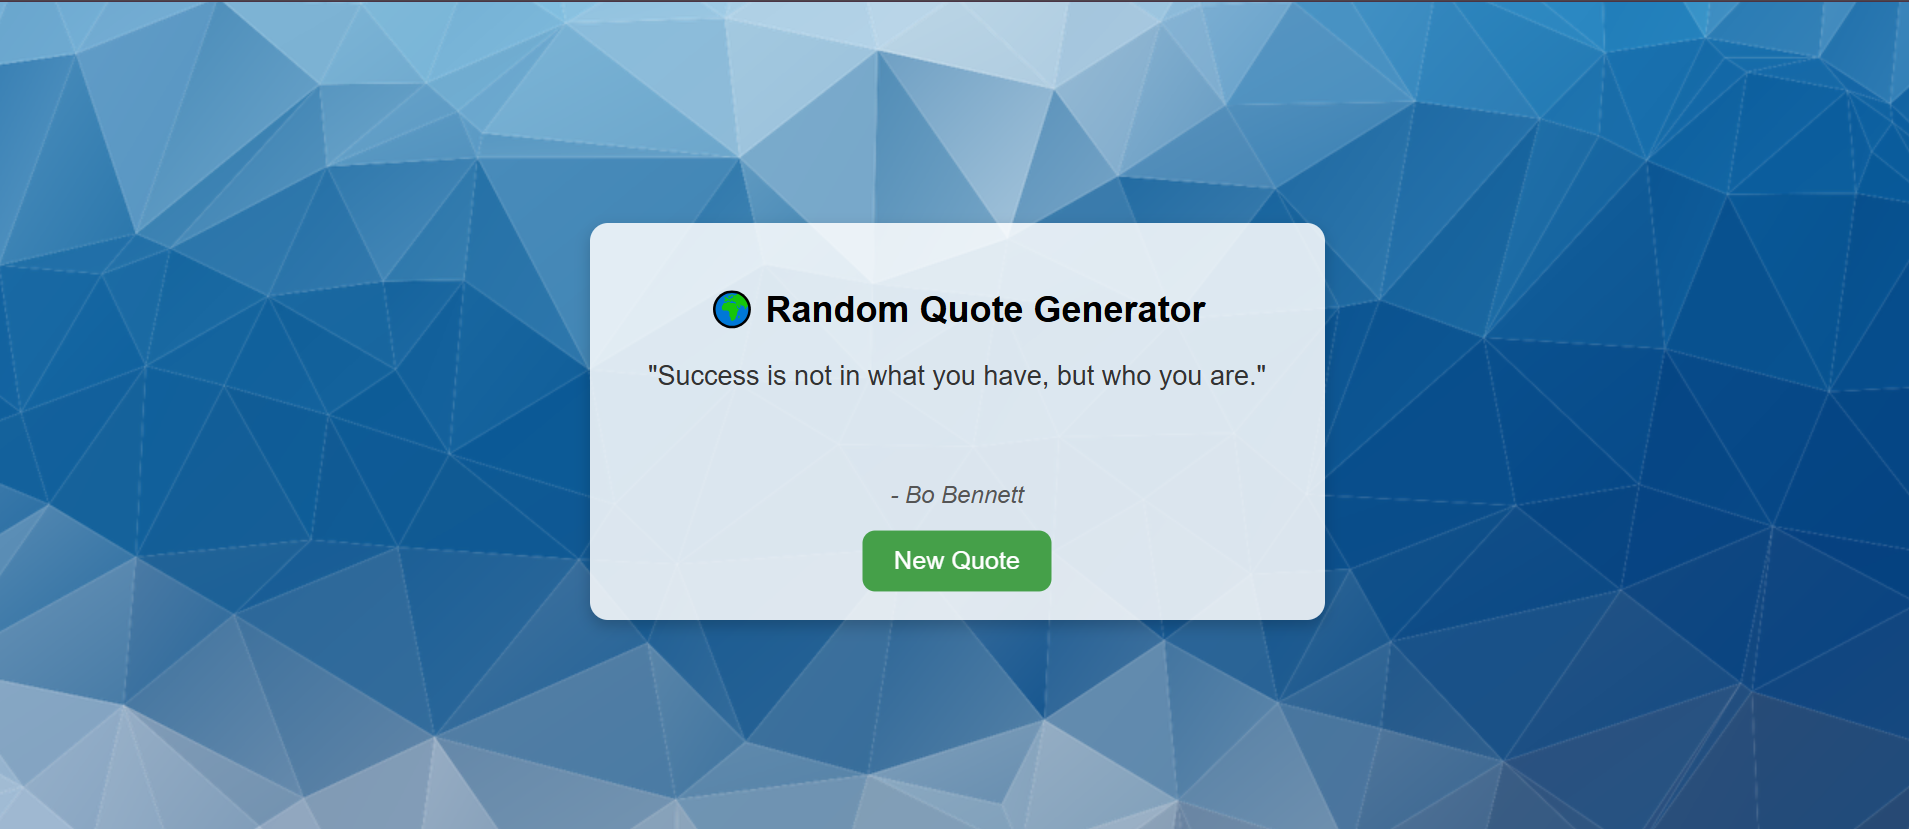 Random Quote Generator
"Success is not in what you have, but who you are."
- Bo Bennett
New Quote